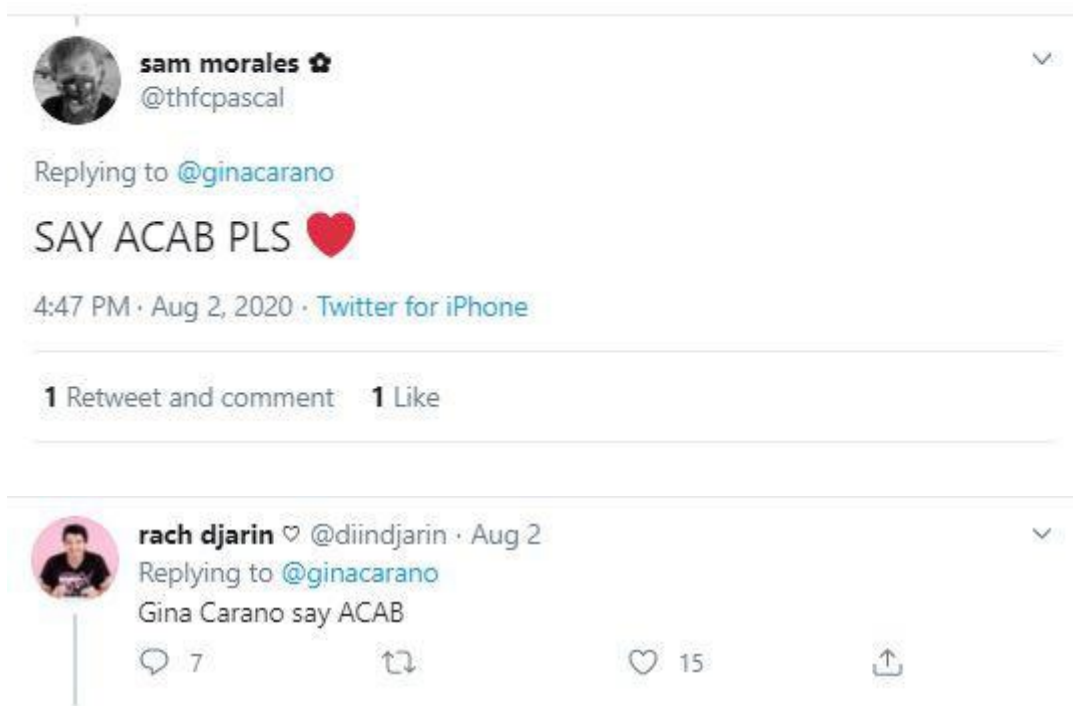 sam morales ✿
@thfcpascal
Replying to @ginacarano
SAY ACAB PLS ❤️
4:47 PM · Aug 2, 2020 · Twitter for iPhone
1 Retweet and comment 1 Like
rach djarin ♡ @diindjarin · Aug 2
Replying to @ginacarano
Gina Carano say ACAB
7 15